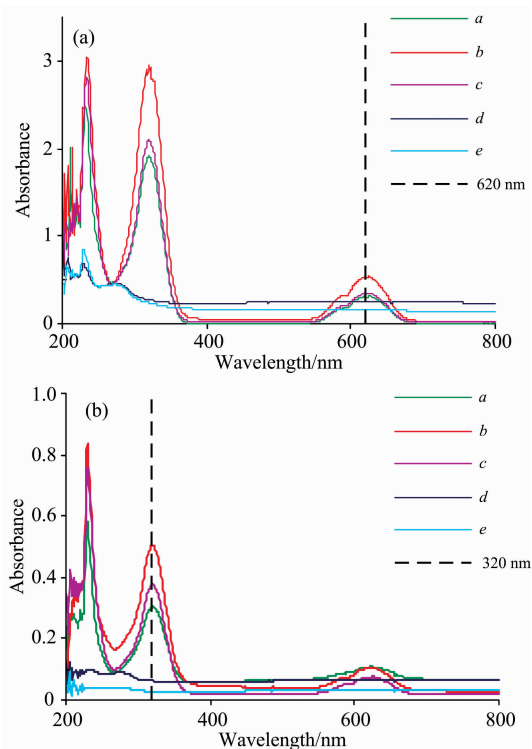 (a)
a
b
c
d
e
620 nm
Absorbance
3
2
1
0
200
400
600
800
Wavelength/nm
(b)
a
b
c
d
e
320 nm
Absorbance
1.0
0.8
0.6
0.4
0.2
0
200
400
600
800
Wavelength/nm